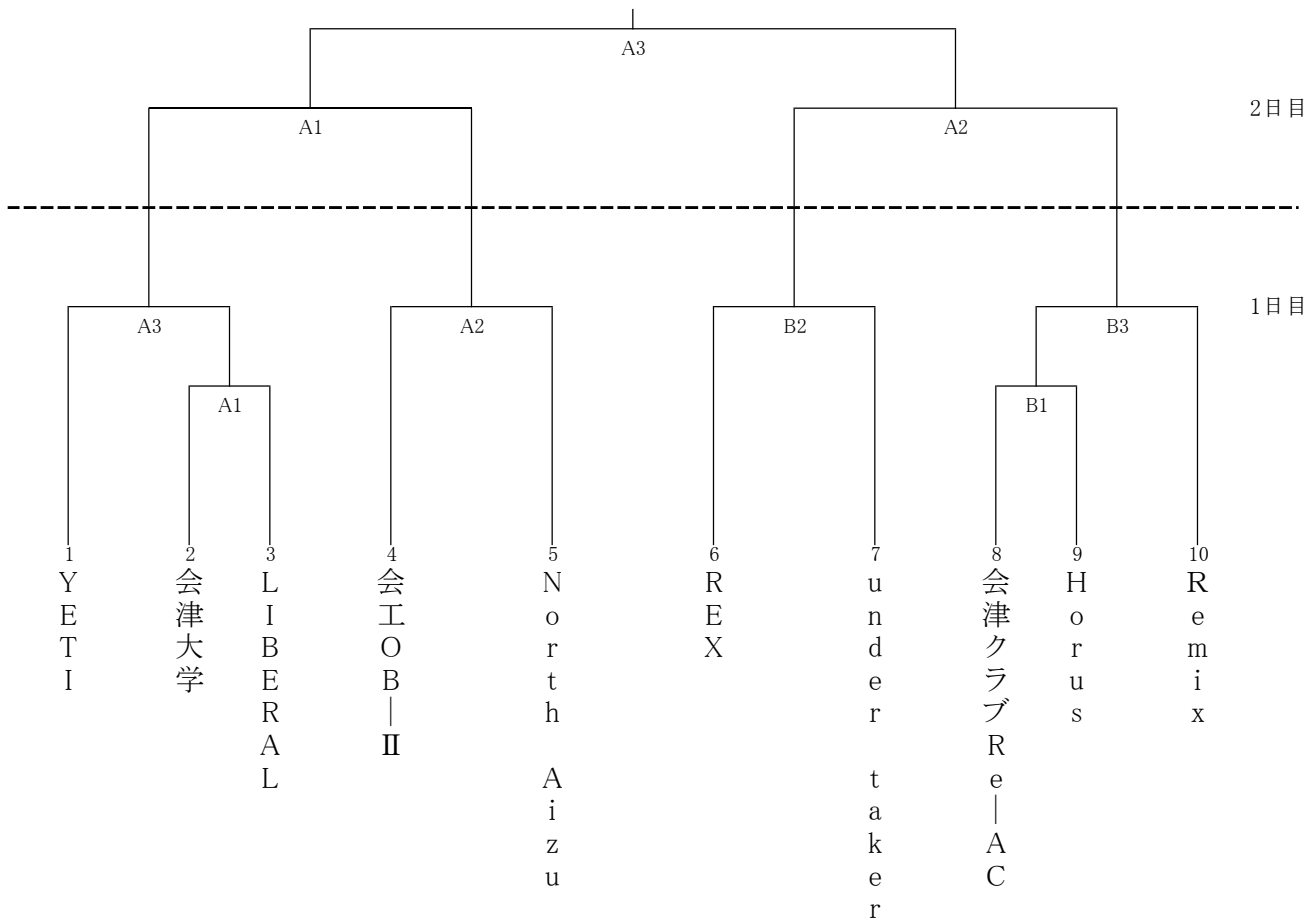 A3
A1
A2
2日目
A3
A2
B2
B3
1日目
A1
B1
1
YETI
2
会津大学
3
LIBERAL
4
会工OB―Ⅱ
5
North Aizu
6
REX
7
under taker
8
会津クラブRe―AC
9
Horus
10
Remix